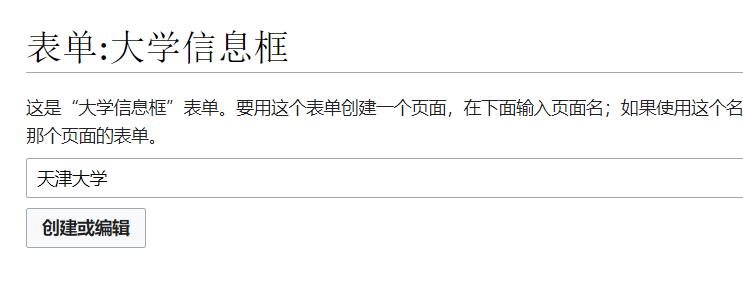 表单:大学信息框
这是“大学信息框”表单。要用这个表单创建一个页面，在下面输入页面名；如果使用这个名
那个页面的表单。
天津大学
创建或编辑